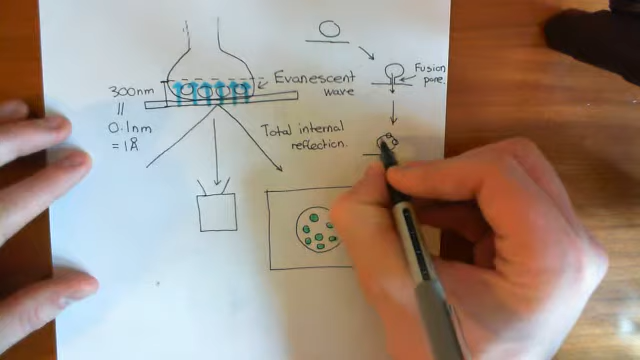 300nm
||
0.1nm
= 1Å
Evanescent
wave
Total internal
reflection.
Fusion
pore.